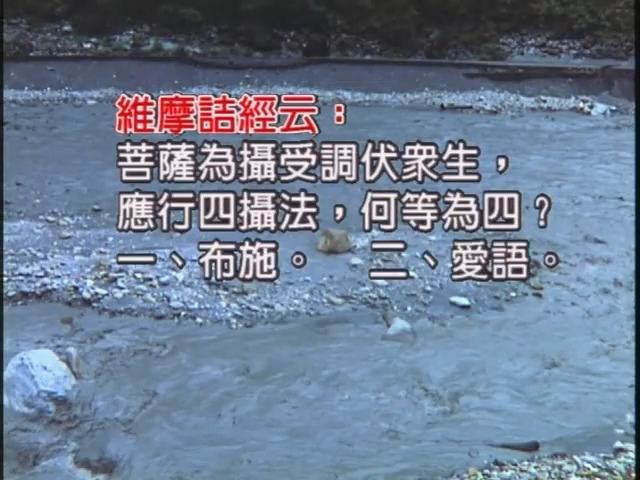 維摩詰經云：
菩薩為攝受調伏眾生，
應行四攝法，何等為四？
一、布施。 二、愛語。